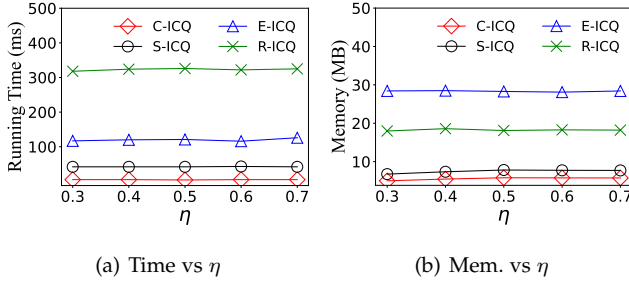 500
400
300
200
100
Running Time (ms)
C-ICQ
S-ICQ
E-ICQ
R-ICQ
0.3 0.4 0.5 0.6 0.7
η
(a) Time vs η
50
40
30
20
10
Memory (MB)
C-ICQ
S-ICQ
E-ICQ
R-ICQ
0.3 0.4 0.5 0.6 0.7
η
(b) Mem. vs η